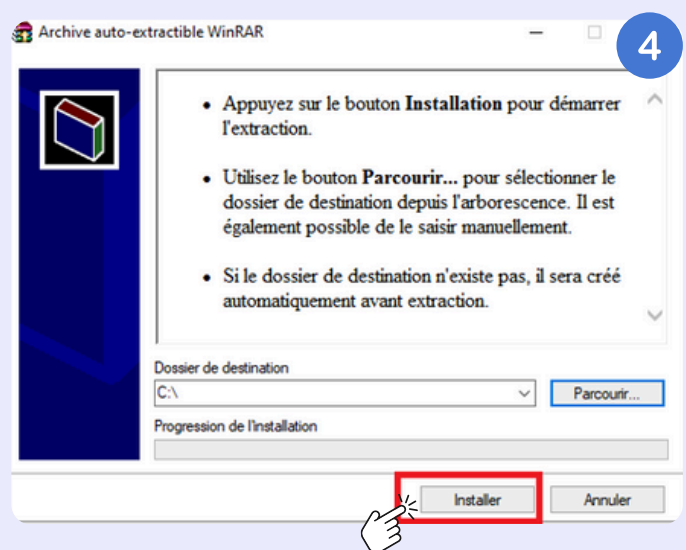 Archive auto-extractible WinRAR
4
• Appuyez sur le bouton Installation pour démarrer
l'extraction.
• Utilisez le bouton Parcourir... pour sélectionner le
dossier de destination depuis l'arborescence. Il est
également possible de le saisir manuellement.
• Si le dossier de destination n'existe pas, il sera créé
automatiquement avant extraction.
Dossier de destination
C:\
Parcourir...
Progression de l'installation
Installer
Annuler